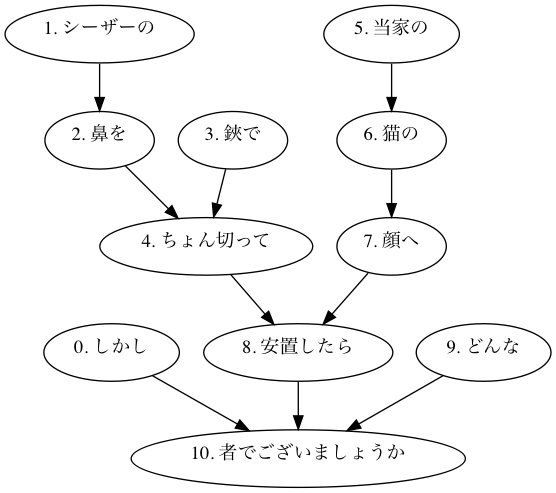 1. シーザーの
5. 当家の
2. 鼻を
3. 鋏で
6. 猫の
4. ちょん切って
7. 顔へ
0. しかし
8. 安置したら
9. どんな
10. 者でございましょうか